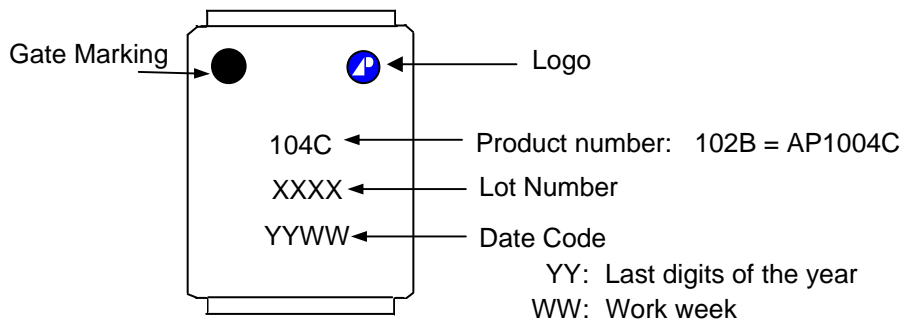 Gate Marking
AP
Logo
104C
Product number: 102B = AP1004C
XXXX
Lot Number
YYWW
Date Code
YY: Last digits of the year
WW: Work week